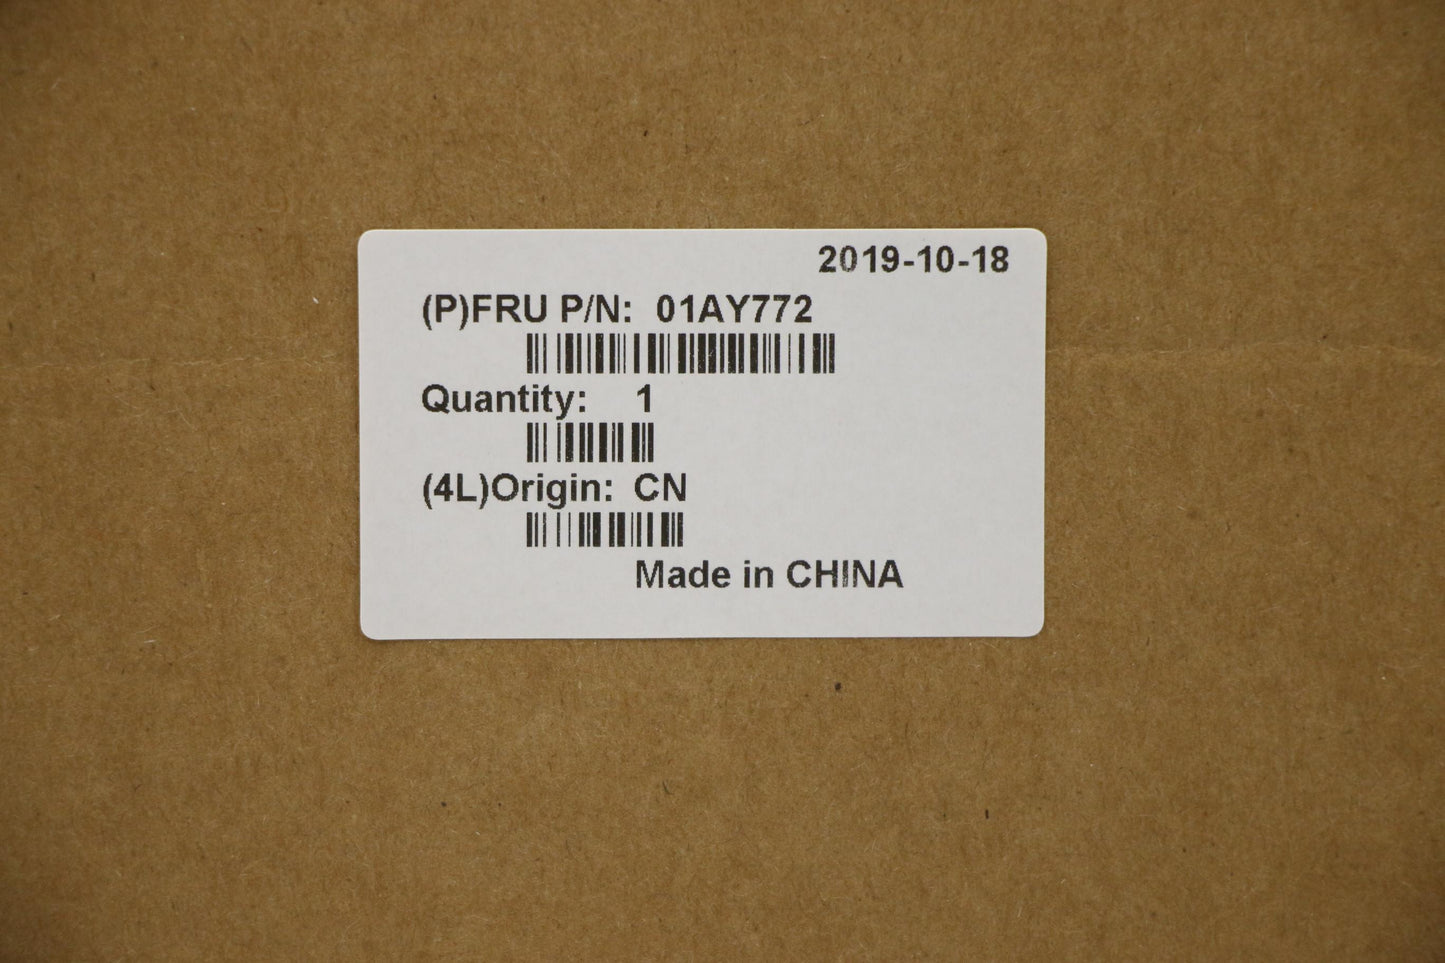 2019-10-18
(P)FRU P/N: 01AY772
Quantity: 1
(4L)Origin: CN
Made in CHINA